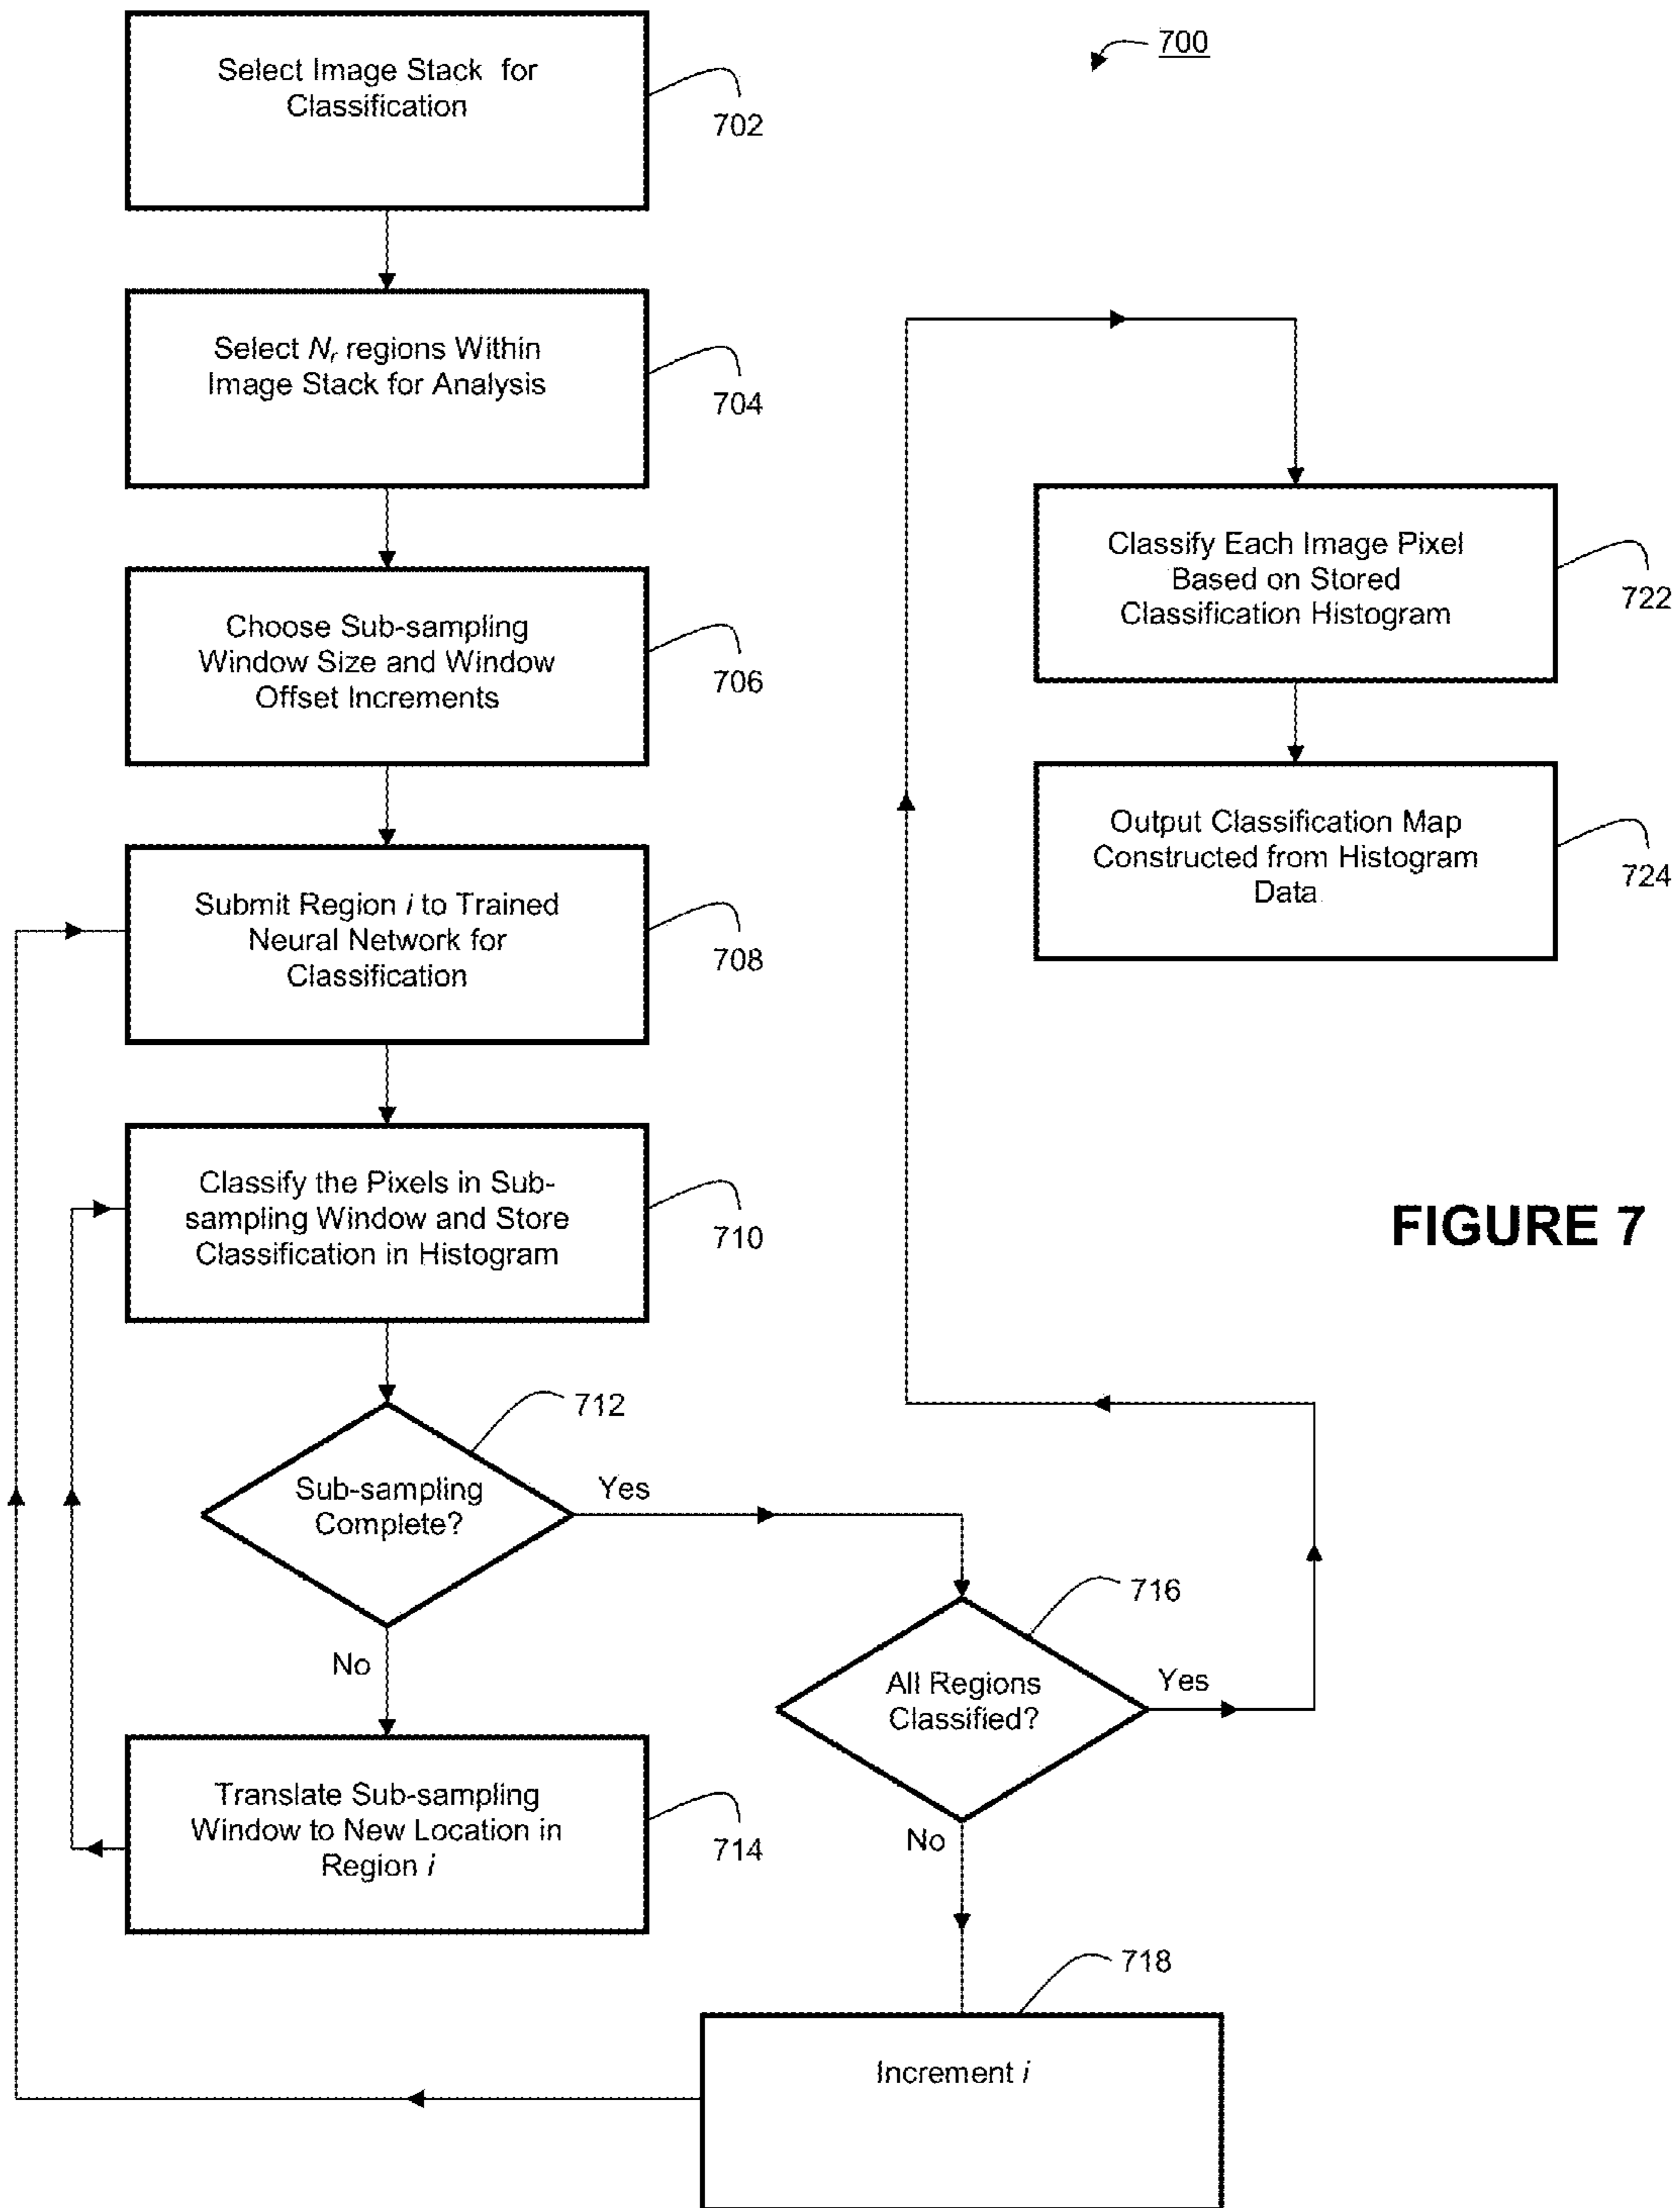 700
Select Image Stack for
Classification
702
Select Nr regions Within
Image Stack for Analysis
704
Choose Sub-sampling
Window Size and Window
Offset Increments
706
Submit Region i to Trained
Neural Network for
Classification
708
Classify the Pixels in Sub-
sampling Window and Store
Classification in Histogram
710
712
Sub-sampling
Complete?
Yes
No
Translate Sub-sampling
Window to New Location in
Region i
714
716
All Regions
Classified?
Yes
No
718
Increment i
Classify Each Image Pixel
Based on Stored
Classification Histogram
722
Output Classification Map
Constructed from Histogram
Data
724
FIGURE 7